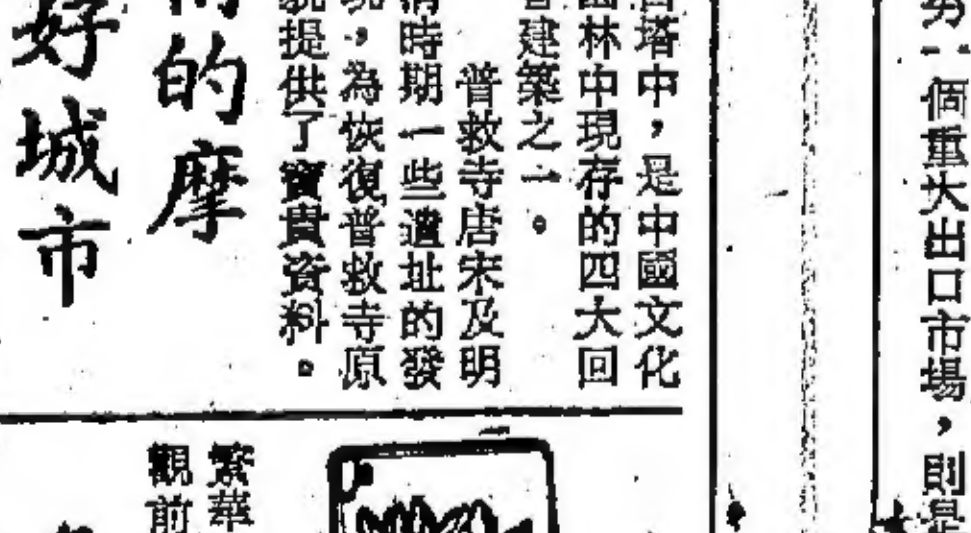 另一個重大出口市場，則是
塔中，是中國文化
林中現存的四大回
建築之一。
普救寺唐宋及明
時期一些遺址的發
，為恢復普救寺原
貌提供了寶貴資料。
的摩
好城市
繁華
觀前